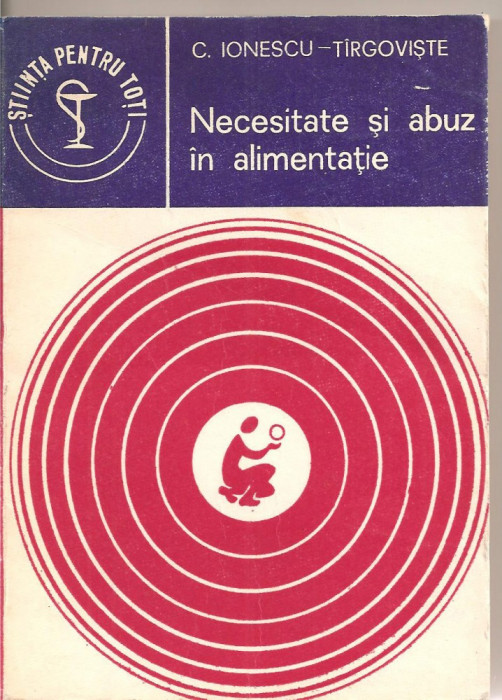 ȘTIINȚA PENTRU TOȚI
C. IONESCU–TÎRGOVIȘTE
Necesitate și abuz
în alimentație